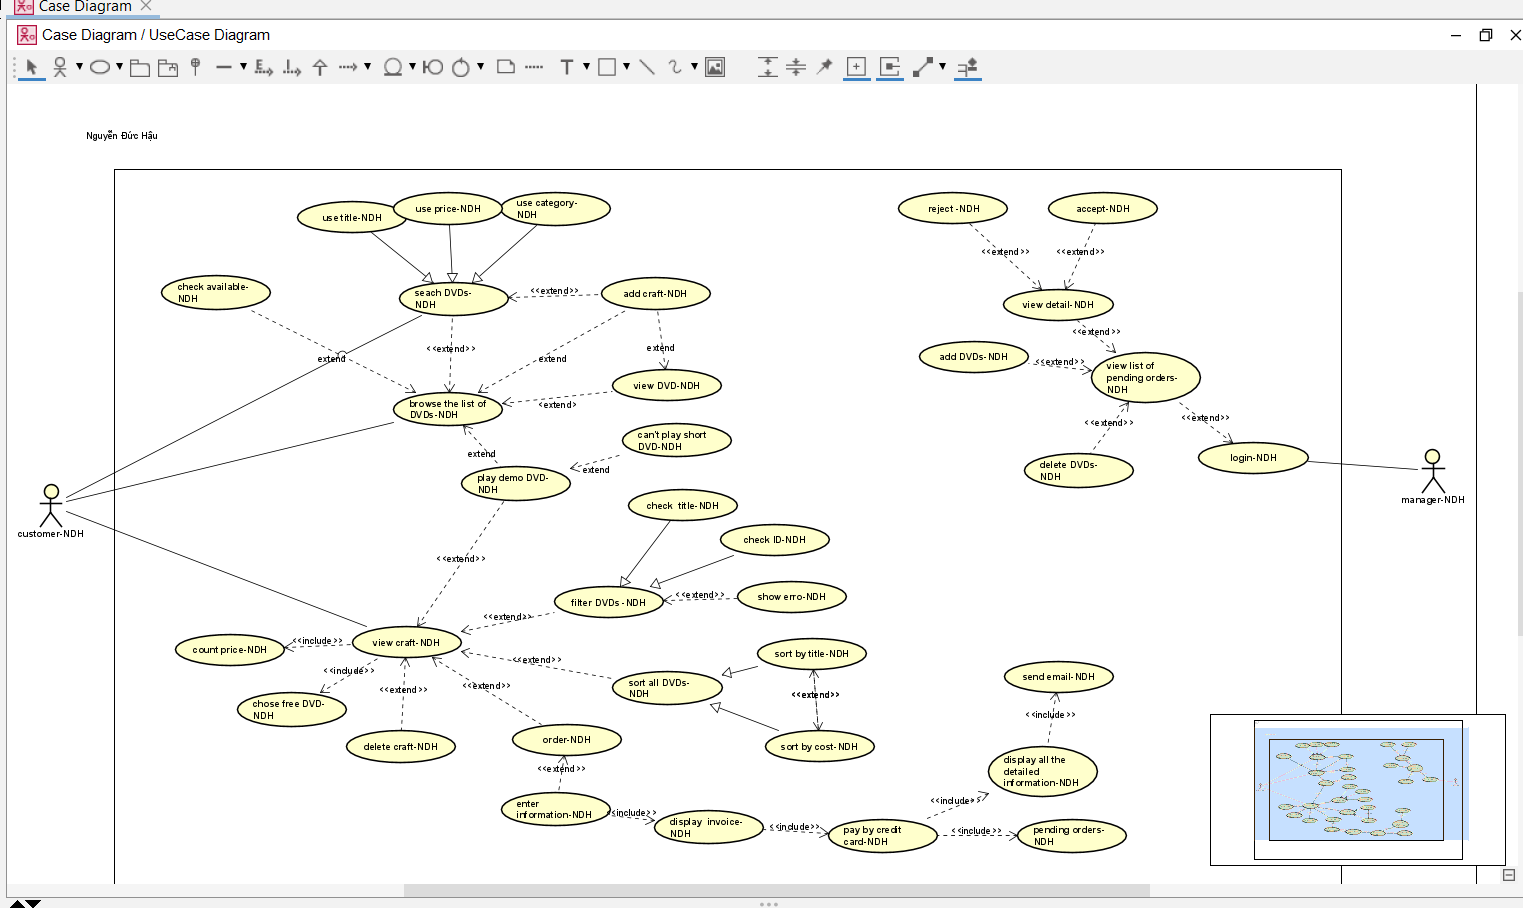 Case Diagram
Case Diagram / UseCase Diagram
Nguyễn Đức Hậu
use title-NDH
use price-NDH
use category-
NDH
reject -NDH
accept-NDH
<<extend>>
<<extend>>
check available-
NDH
seach DVDs-
NDH
<<extend>>
add craft-NDH
view detail-NDH
<<extend>>
extend
<<extend>>
extend
extend
add DVDs-NDH
<<extend>>
view list of
pending orders-
NDH
view DVD-NDH
browse the list of
DVDs-NDH
<extend>
<<extend>>
<<extend>>
can't play short
DVD-NDH
extend
extend
play demo DVD-
NDH
delete DVDs-
NDH
login-NDH
manager-NDH
customer-NDH
check  title-NDH
check ID-NDH
<<extend>>
filter DVDs -NDH
<<extend>>
show erro-NDH
<<extend>>
count price-NDH
<<include>>
view craft-NDH
<<include>>
<<extend>>
<<extend>>
<<extend>>
sort by title-NDH
sort all DVDs-
NDH
<<extend>>
send email-NDH
chose free DVD-
NDH
<<include>>
delete craft-NDH
order-NDH
sort by cost-NDH
<<extend>>
display all the
detailed
information-NDH
enter
information-NDH
<<include>>
display  invoice-
NDH
<<include>>
<<include>>
pay by credit
card-NDH
<<include>>
pending orders-
NDH